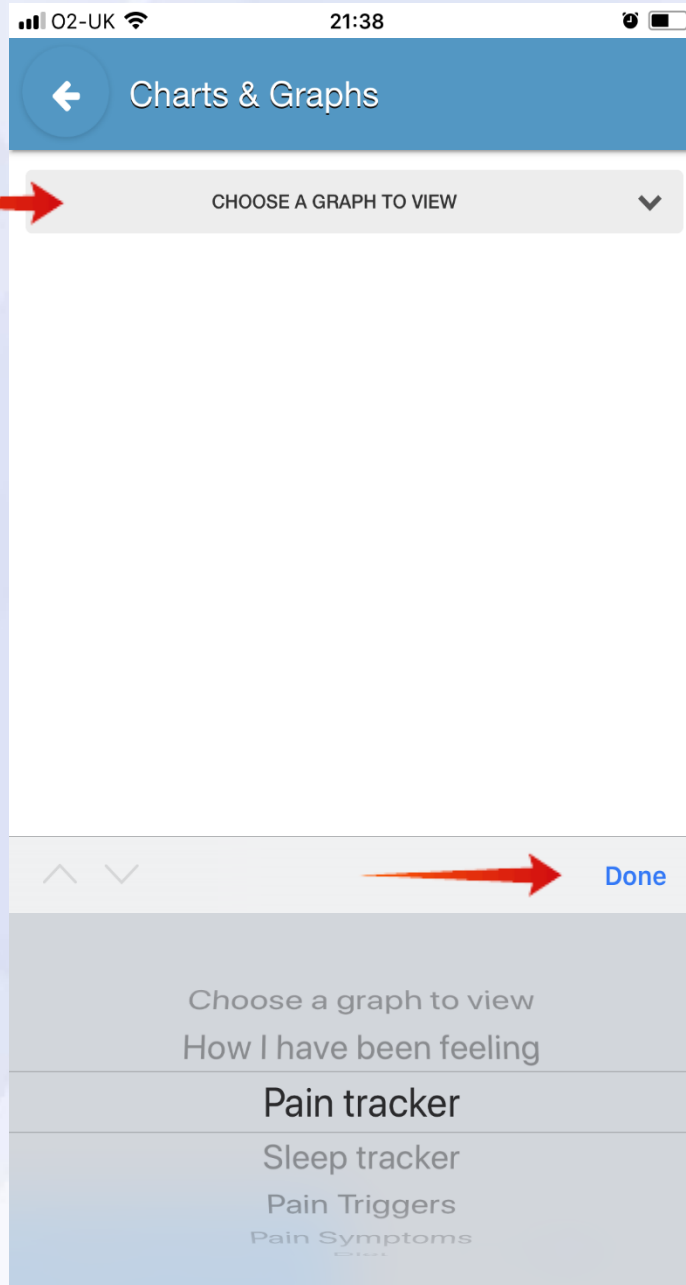 O2-UK 21:38
Charts & Graphs
CHOOSE A GRAPH TO VIEW
Done
Choose a graph to view
How I have been feeling
Pain tracker
Sleep tracker
Pain Triggers
Pain Symptoms